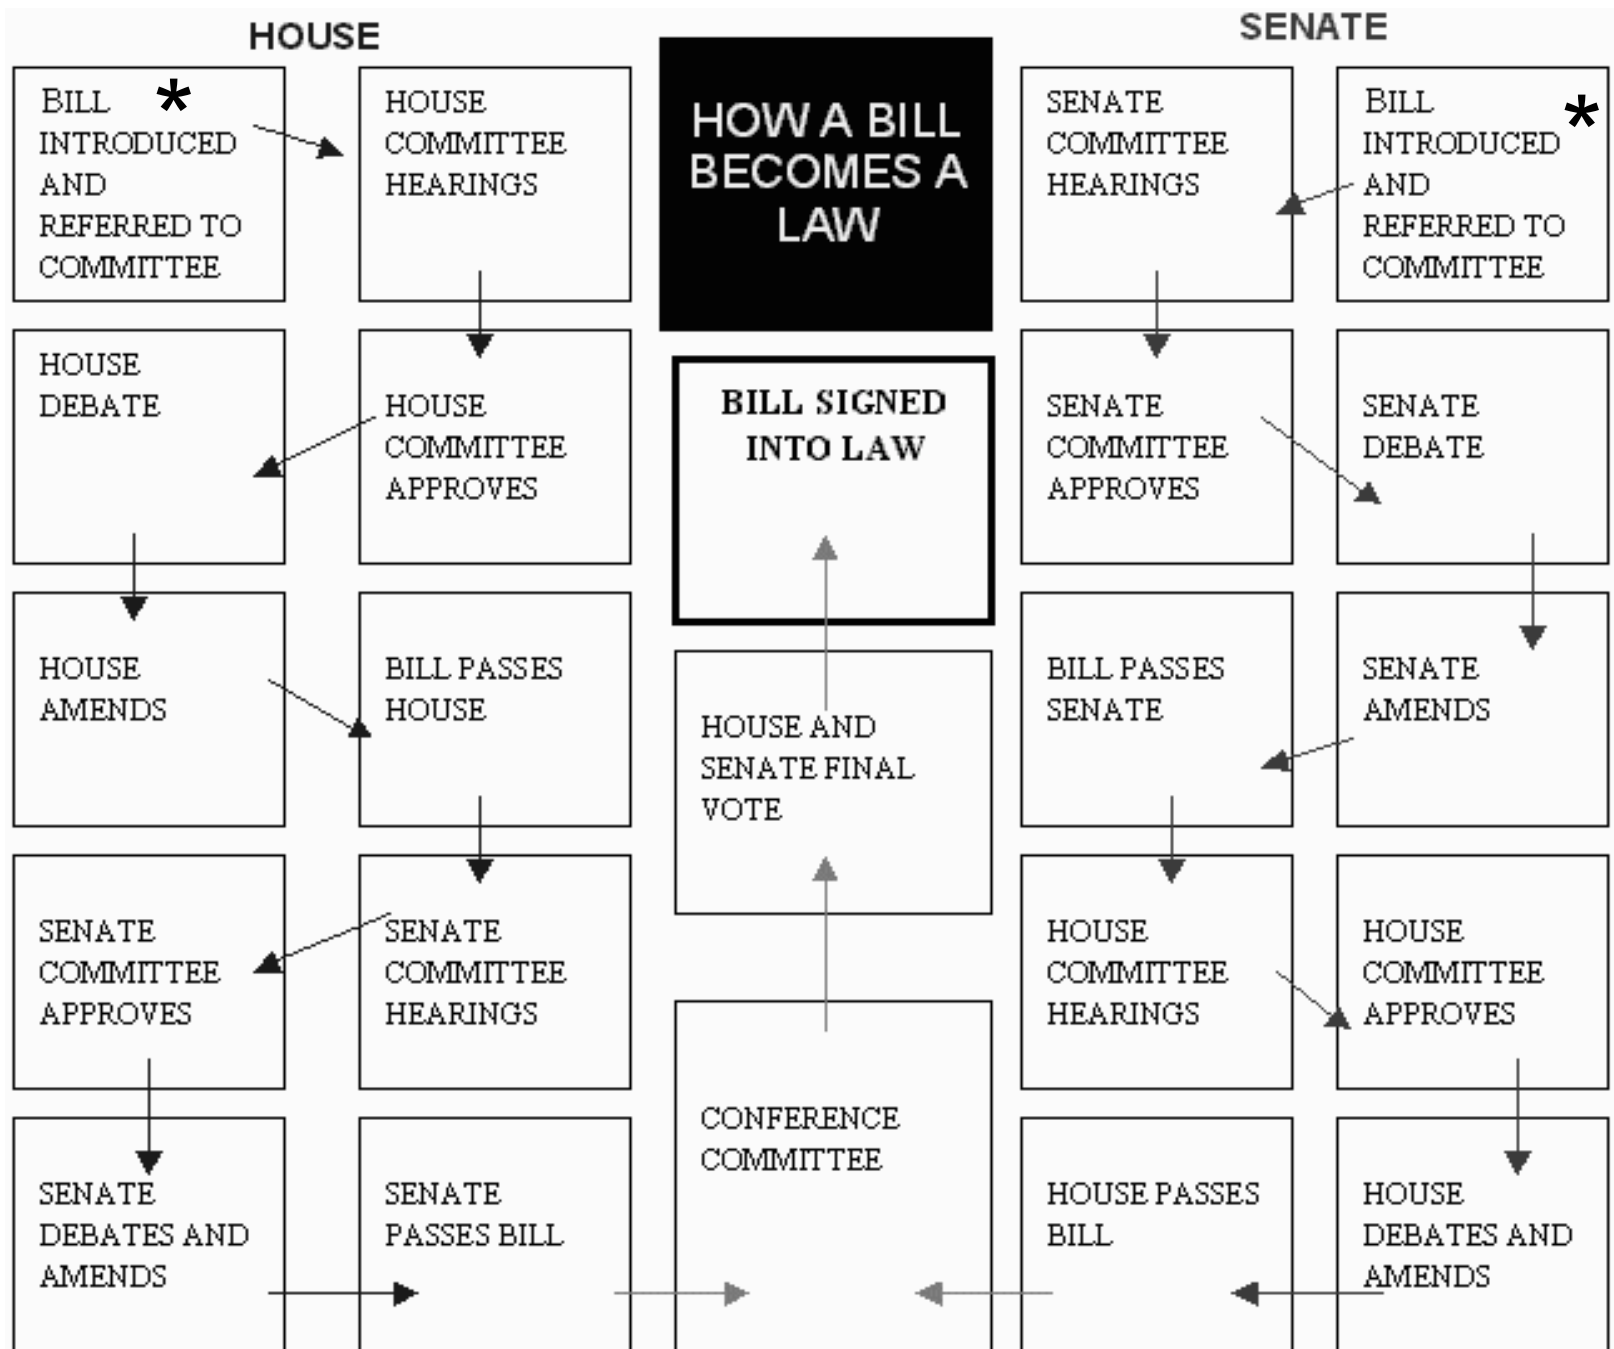 HOUSE
SENATE
BILL *
INTRODUCED
AND
REFERRED TO
COMMITTEE
HOUSE
COMMITTEE
HEARINGS
HOW A BILL
BECOMES A
LAW
SENATE
COMMITTEE
HEARINGS
BILL *
INTRODUCED
AND
REFERRED TO
COMMITTEE
HOUSE
DEBATE
HOUSE
COMMITTEE
APPROVES
BILL SIGNED
INTO LAW
SENATE
COMMITTEE
APPROVES
SENATE
DEBATE
HOUSE
AMENDS
BILL PASSES
HOUSE
HOUSE AND
SENATE FINAL
VOTE
BILL PASSES
SENATE
SENATE
AMENDS
SENATE
COMMITTEE
APPROVES
SENATE
COMMITTEE
HEARINGS
HOUSE
COMMITTEE
HEARINGS
HOUSE
COMMITTEE
APPROVES
SENATE
DEBATES AND
AMENDS
SENATE
PASSES BILL
CONFERENCE
COMMITTEE
HOUSE PASSES
BILL
HOUSE
DEBATES AND
AMENDS